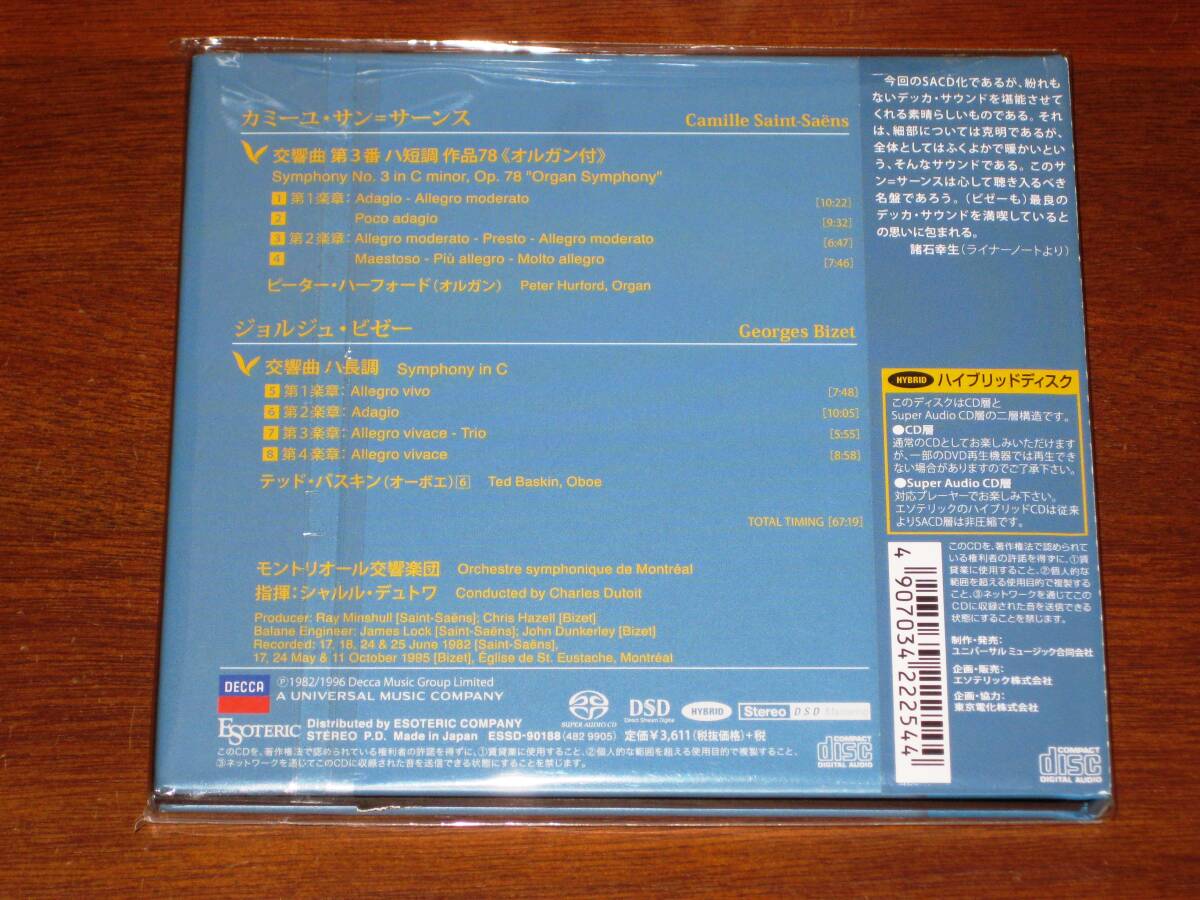 カミーユ・サン=サーンス Camille Saint-Saëns
交響曲 第3番 ハ短調 作品78《オルガン付》
Symphony No. 3 in C minor, Op. 78 "Organ Symphony"
1 第1楽章: Adagio - Allegro moderato [10:22]
2 Poco adagio [9:32]
3 第2楽章: Allegro moderato - Presto - Allegro moderato [6:47]
4 Maestoso - Più allegro - Molto allegro [7:46]
ピーター・ハーフォード(オルガン) Peter Hurford, Organ
ジョルジュ・ビゼー Georges Bizet
交響曲 ハ長調 Symphony in C
5 第1楽章: Allegro vivo [7:48]
6 第2楽章: Adagio [10:05]
7 第3楽章: Allegro vivace - Trio [5:55]
8 第4楽章: Allegro vivace [8:58]
テッド・バスキン(オーボエ)[6] Ted Baskin, Oboe
TOTAL TIMING [67:19]
モントリオール交響楽団 Orchestre symphonique de Montréal
指揮:シャルル・デュトワ Conducted by Charles Dutoit
Producer: Ray Minshull [Saint-Saëns]; Chris Hazell [Bizet]
Balane Engineer: James Lock [Saint-Saëns]; John Dunkerley [Bizet]
Recorded: 17, 18, 24 & 25 June 1982 [Saint-Saëns],
17, 24 May & 11 October 1995 [Bizet], Église de St. Eustache, Montréal
DECCA
Ⓟ1982/1996 Decca Music Group Limited
A UNIVERSAL MUSIC COMPANY
ESOTERIC
Distributed by ESOTERIC COMPANY
STEREO P.D. Made in Japan ESSD-90188 (482 9905) 定価¥3,611(税抜価格)+税
SUPER AUDIO CD
DSD
Direct Stream Digital
HYBRID
Stereo DSD Mastering
COMPACT
disc
DIGITAL AUDIO
このCDを、著作権法で認められている権利者の許諾を得ずに、①賃貸業に使用すること、②個人的な範囲を超える使用目的で複製すること、
③ネットワークを通じてこのCDに収録された音を送信できる状態にすることを禁じます。
今回のSACD化であるが、紛れも
ないデッカ・サウンドを堪能させて
くれる素晴らしいものである。それ
は、細部については克明であるが、
全体としてはふくよかで暖かいとい
う、そんなサウンドである。このサ
ン=サーンスは心して聴き入るべき
名盤であろう。(ビゼーも)最良の
デッカ・サウンドを満喫していると
の思いに包まれる。
諸石幸生(ライナーノートより)
HYBRID ハイブリッドディスク
このディスクはCD層と
Super Audio CD層の二層構造です。
●CD層
通常のCDとしてお楽しみいただけます
が、一部のDVD再生機器では再生でき
ない場合がありますのでご了承下さい。
●Super Audio CD層
対応プレーヤーでお楽しみ下さい。
エソテリックのハイブリッドCDは従来
よりSACD層は非圧縮です。
4907034222544
このCDを、著作権法で認められて
いる権利者の許諾を得ずに、①賃
貸業に使用すること、②個人的な
範囲を超える使用目的で複製する
こと、③ネットワークを通じてこの
CDに収録された音を送信できる
状態にすることを禁じます。
制作・発売:
ユニバーサル ミュージック合同会社
企画・販売:
エソテリック株式会社
企画・協力:
東京電化株式会社
COMPACT
disc
DIGITAL AUDIO